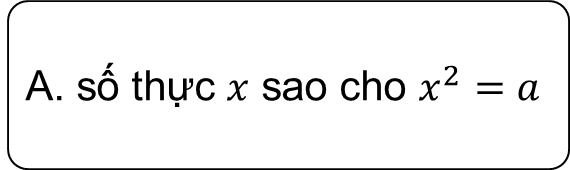 A. số thực x sao cho x² = a